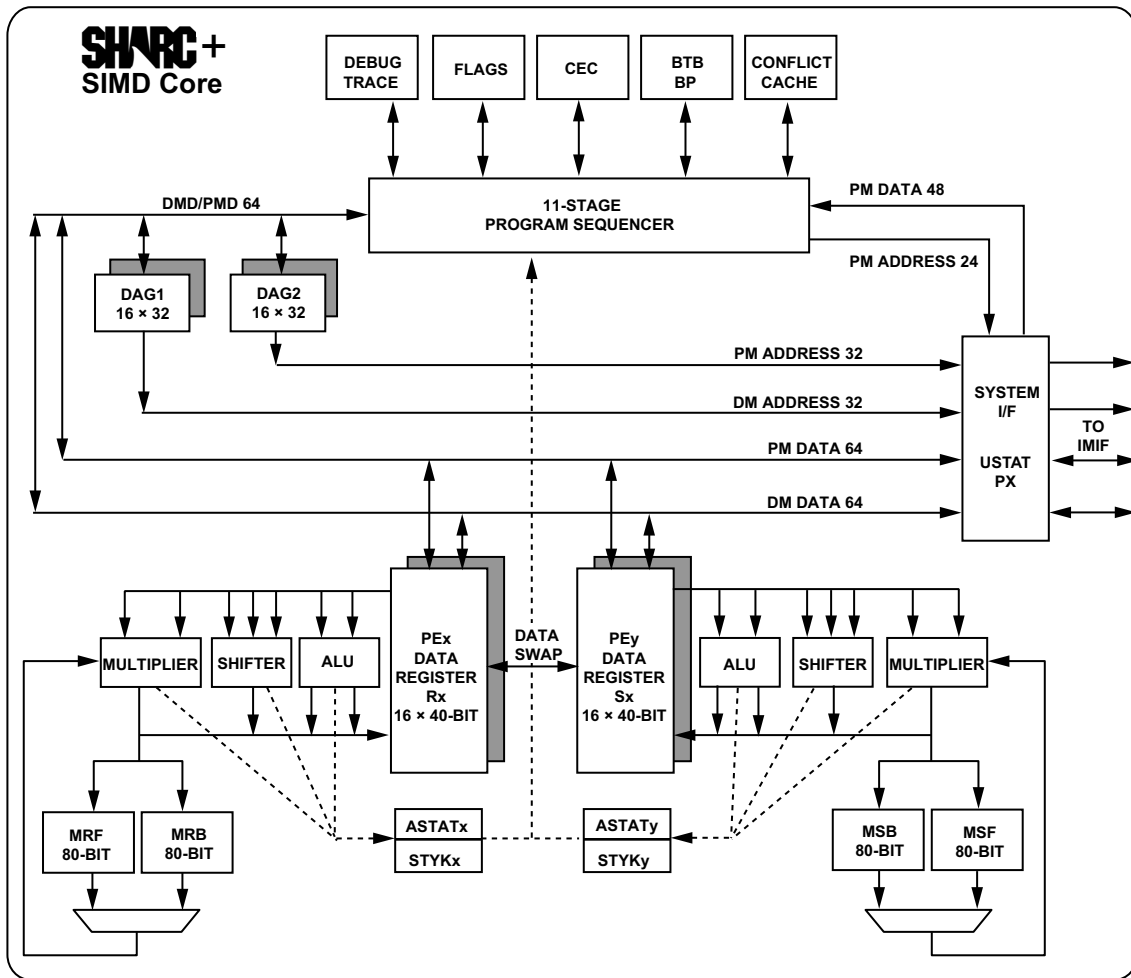 SHARC+
SIMD Core
DEBUG
TRACE
FLAGS
CEC
BTB
BP
CONFLICT
CACHE
DMD/PMD 64
11-STAGE
PROGRAM SEQUENCER
PM DATA 48
PM ADDRESS 24
DAG1
16 × 32
DAG2
16 × 32
PM ADDRESS 32
DM ADDRESS 32
PM DATA 64
DM DATA 64
SYSTEM
I/F
USTAT
PX
TO
IMIF
MULTIPLIER
SHIFTER
ALU
PEx
DATA
REGISTER
Rx
16 × 40-BIT
DATA
SWAP
PEy
DATA
REGISTER
Sx
16 × 40-BIT
ALU
SHIFTER
MULTIPLIER
MRF
80-BIT
MRB
80-BIT
ASTATx
STYKx
ASTATy
STYKy
MSB
80-BIT
MSF
80-BIT